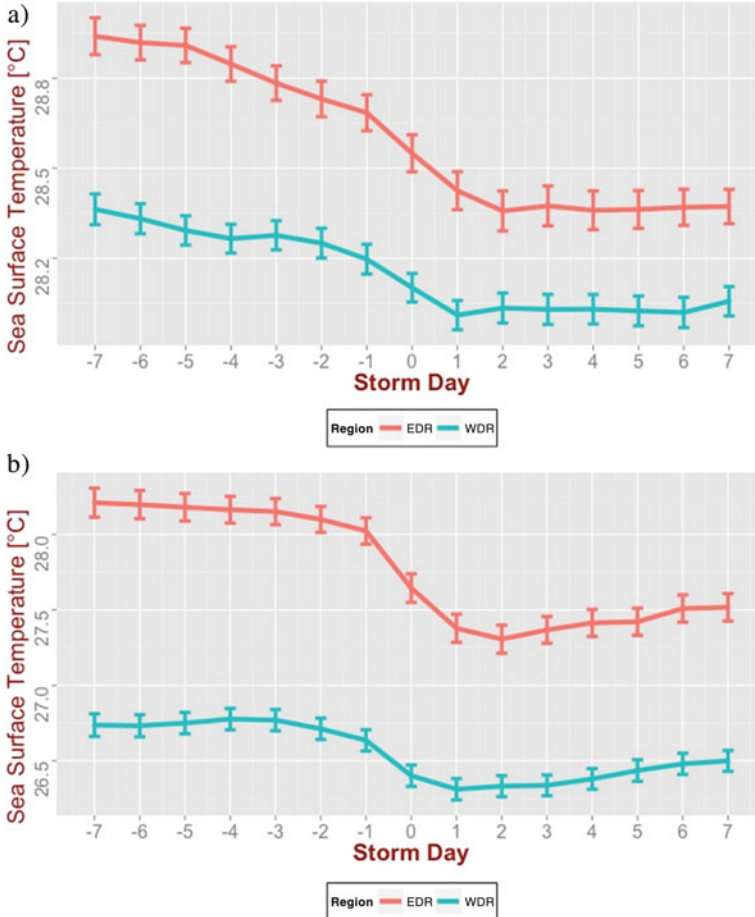 a)
Sea Surface Temperature [°C]
28.8
28.5
28.2
-7 -6 -5 -4 -3 -2 -1 0 1 2 3 4 5 6 7
Storm Day
Region EDR WDR
b)
Sea Surface Temperature [°C]
28.0
27.5
27.0
26.5
-7 -6 -5 -4 -3 -2 -1 0 1 2 3 4 5 6 7
Storm Day
Region EDR WDR